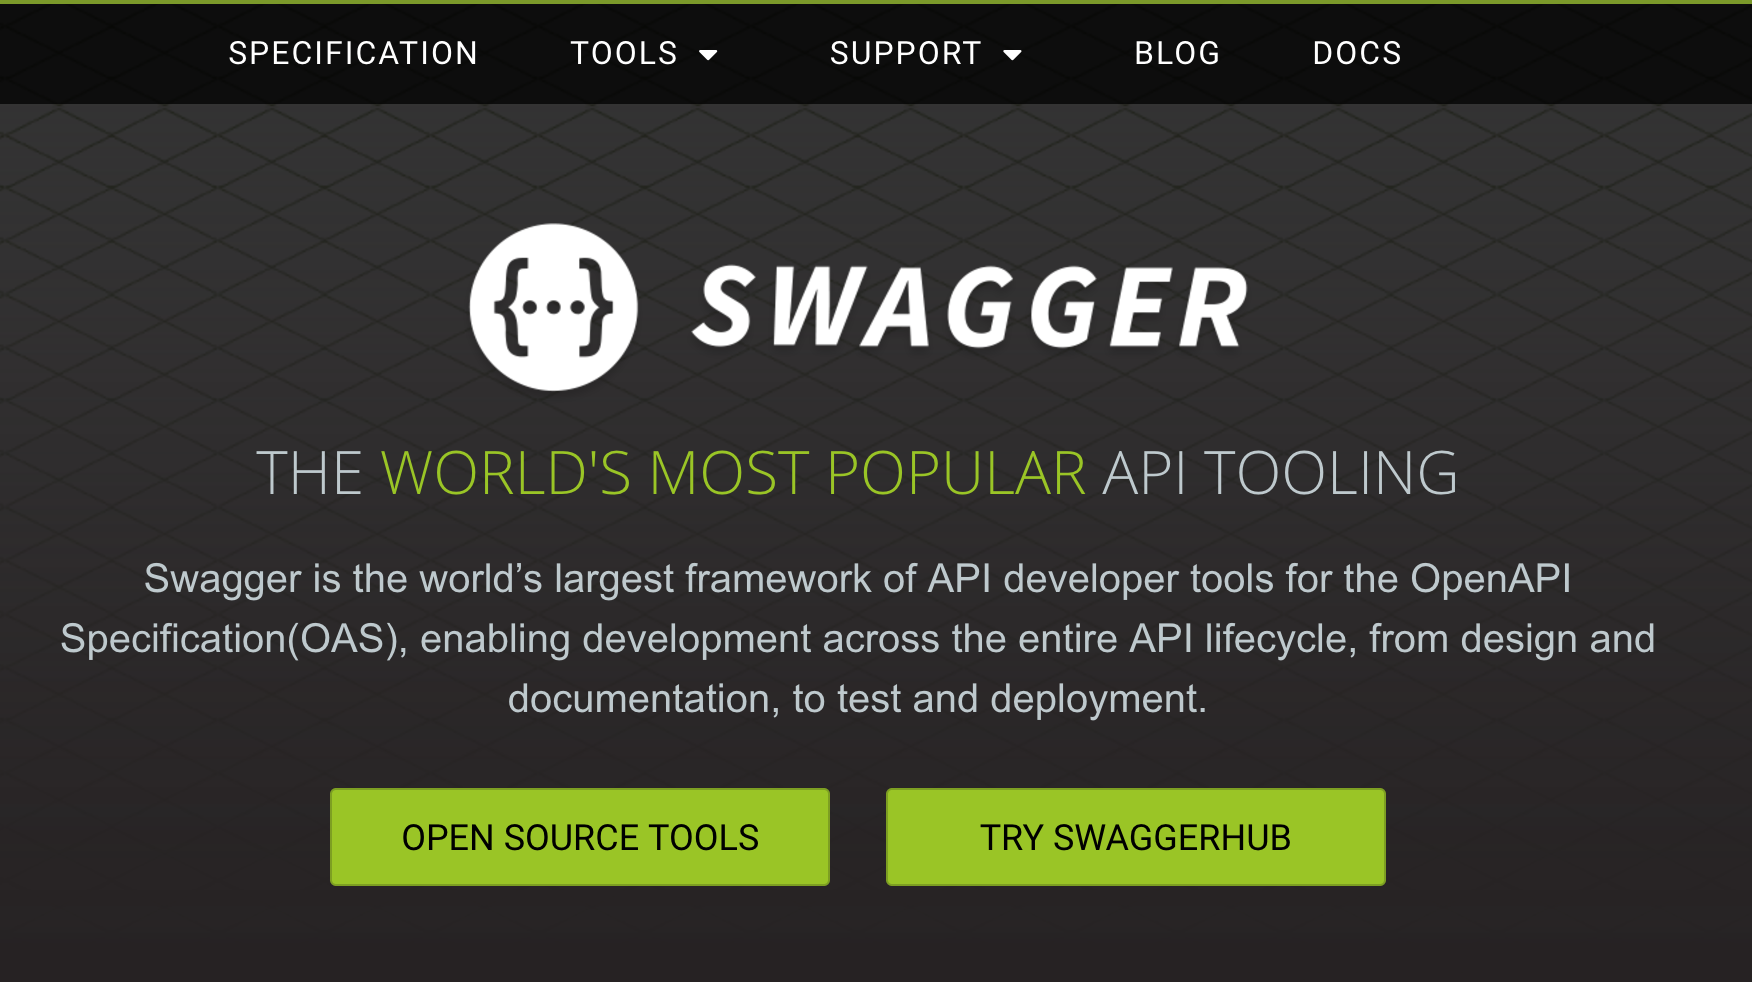 SPECIFICATION TOOLS SUPPORT BLOG DOCS
{...} SWAGGER
THE WORLD'S MOST POPULAR API TOOLING
Swagger is the world’s largest framework of API developer tools for the OpenAPI
Specification(OAS), enabling development across the entire API lifecycle, from design and
documentation, to test and deployment.
OPEN SOURCE TOOLS TRY SWAGGERHUB